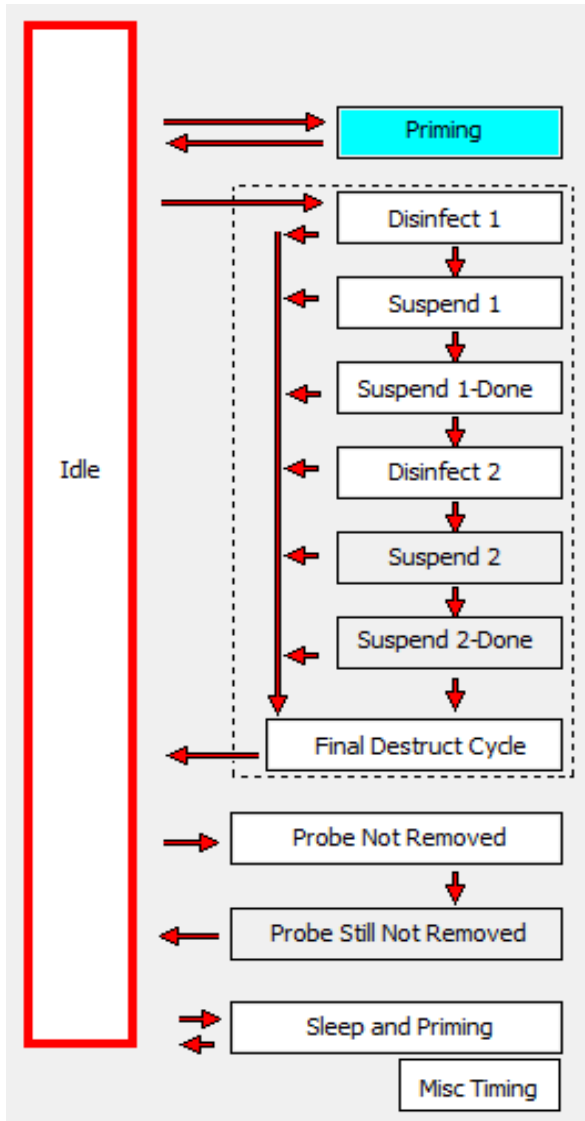 Idle
Priming
Disinfect 1
Suspend 1
Suspend 1-Done
Disinfect 2
Suspend 2
Suspend 2-Done
Final Destruct Cycle
Probe Not Removed
Probe Still Not Removed
Sleep and Priming
Misc Timing